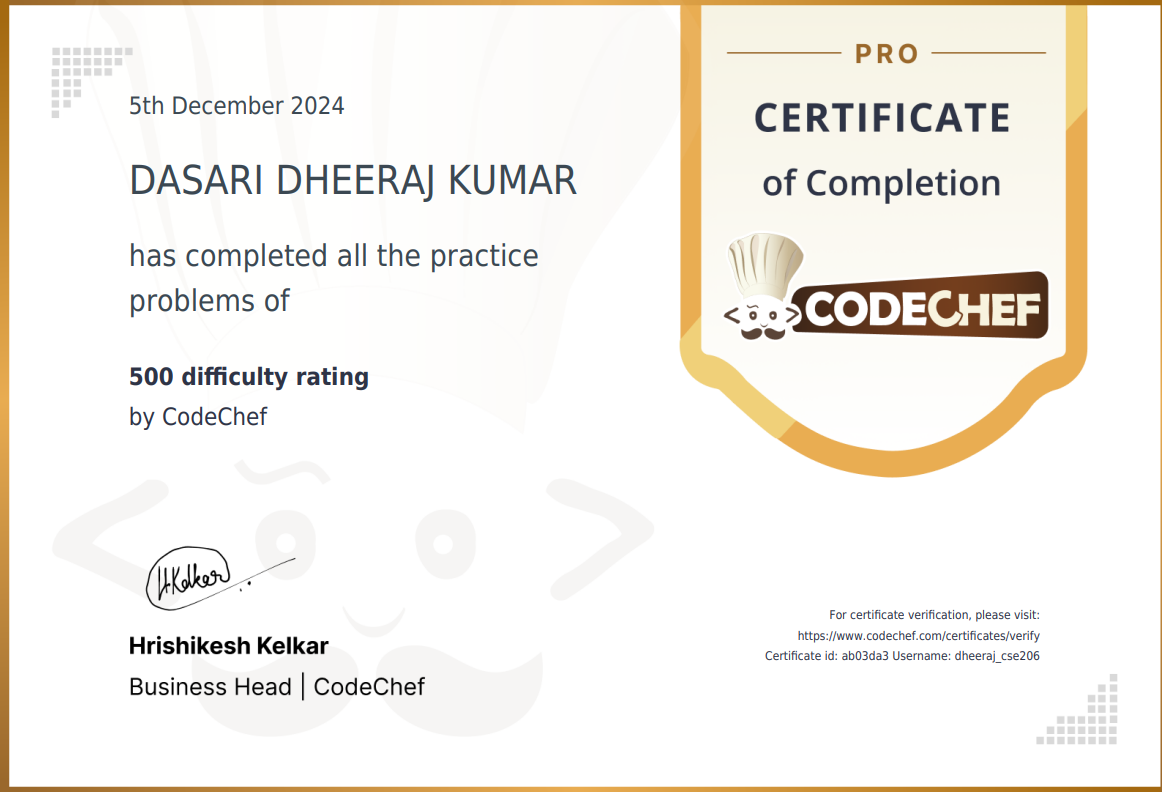 5th December 2024
DASARI DHEERAJ KUMAR
has completed all the practice
problems of
500 difficulty rating
by CodeChef
H.Kelkar
Hrishikesh Kelkar
Business Head | CodeChef
PRO
CERTIFICATE
of Completion
CODECHEF
For certificate verification, please visit:
https://www.codechef.com/certificates/verify
Certificate id: ab03da3 Username: dheeraj_cse206